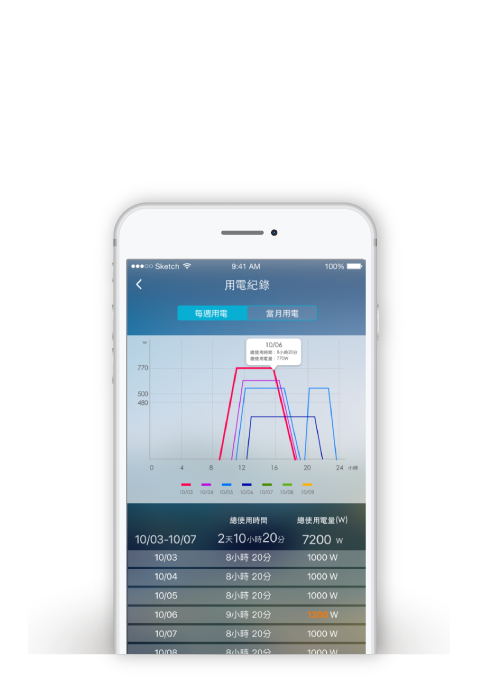 Sketch 9:41 AM 100%
用電紀錄
每週用電 當月用電
W
10/06
總使用時間：8小時20分
總使用電量：770W
770
500
480
0 4 8 12 16 20 24 小時
10/03 10/04 10/05 10/06 10/07 10/08 10/09
總使用時間 總使用電量(W)
10/03-10/07 2天10小時20分 7200 W
10/03 8小時 20分 1000 W
10/04 8小時 20分 1000 W
10/05 8小時 20分 1000 W
10/06 9小時 20分 1200 W
10/07 8小時 20分 1000 W
10/08 8小時 20分 1000 W